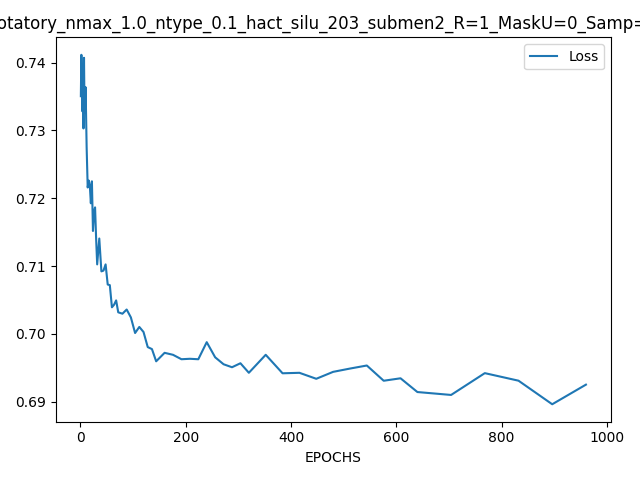 otatory_nmax_1.0_ntype_0.1_hact_silu_203_submen2_R=1_MaskU=0_Samp=
Loss
0.74
0.73
0.72
0.71
0.70
0.69
0 200 400 600 800 1000
EPOCHS